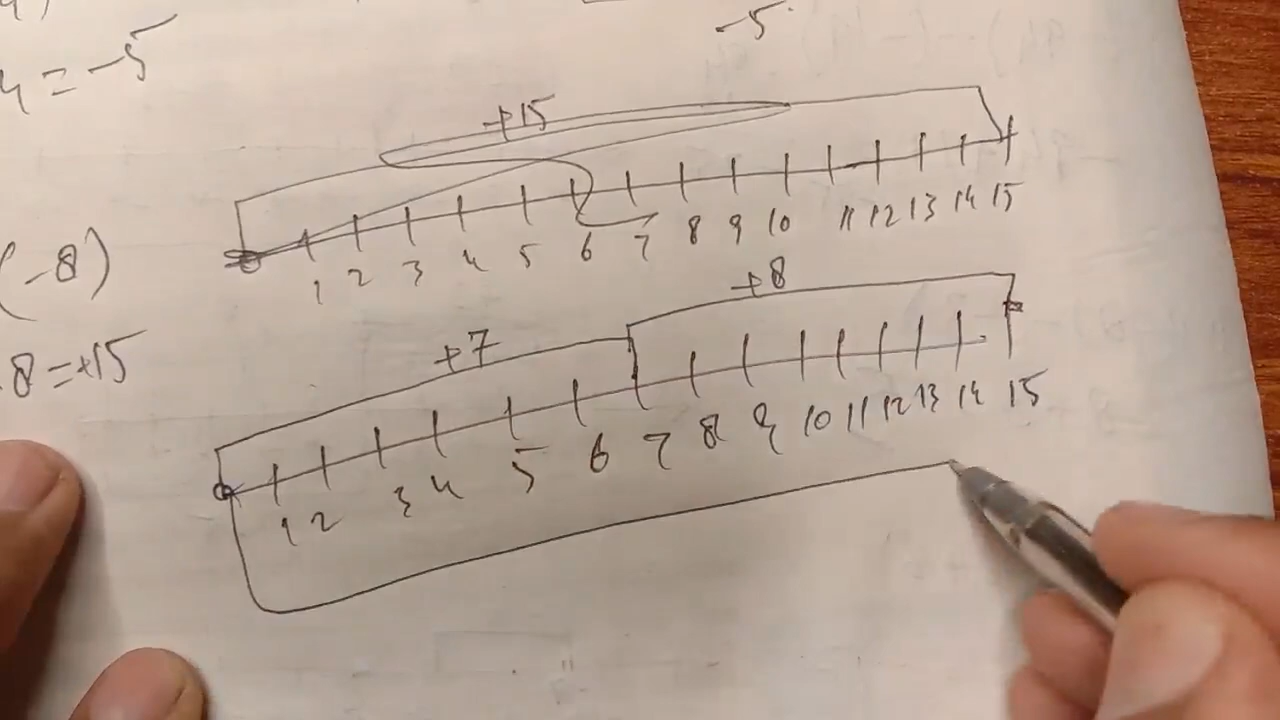 4 = -5
-5
+15
1 2 3 4 5 6 7 8 9 10 11 12 13 14 15
(-8)
8 = +15
+7 +8
1 2 3 4 5 6 7 8 9 10 11 12 13 14 15